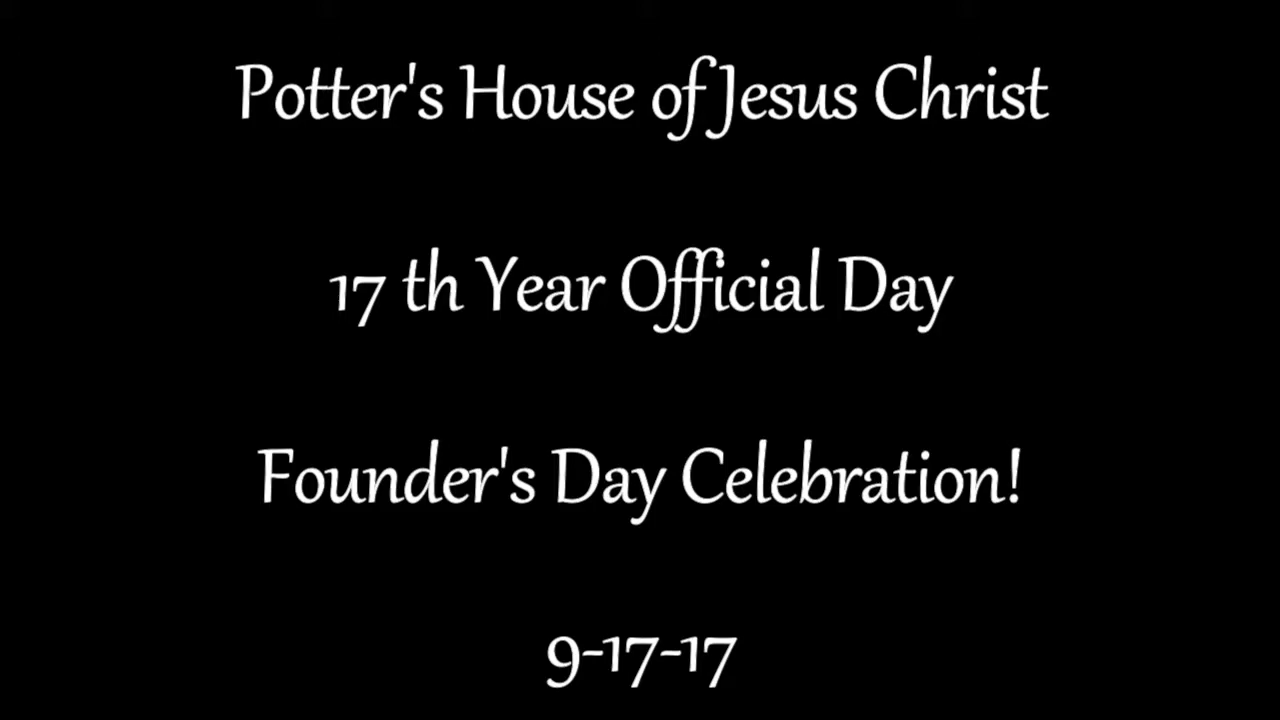 Potter's House of Jesus Christ
17 th Year Official Day
Founder's Day Celebration!
9-17-17